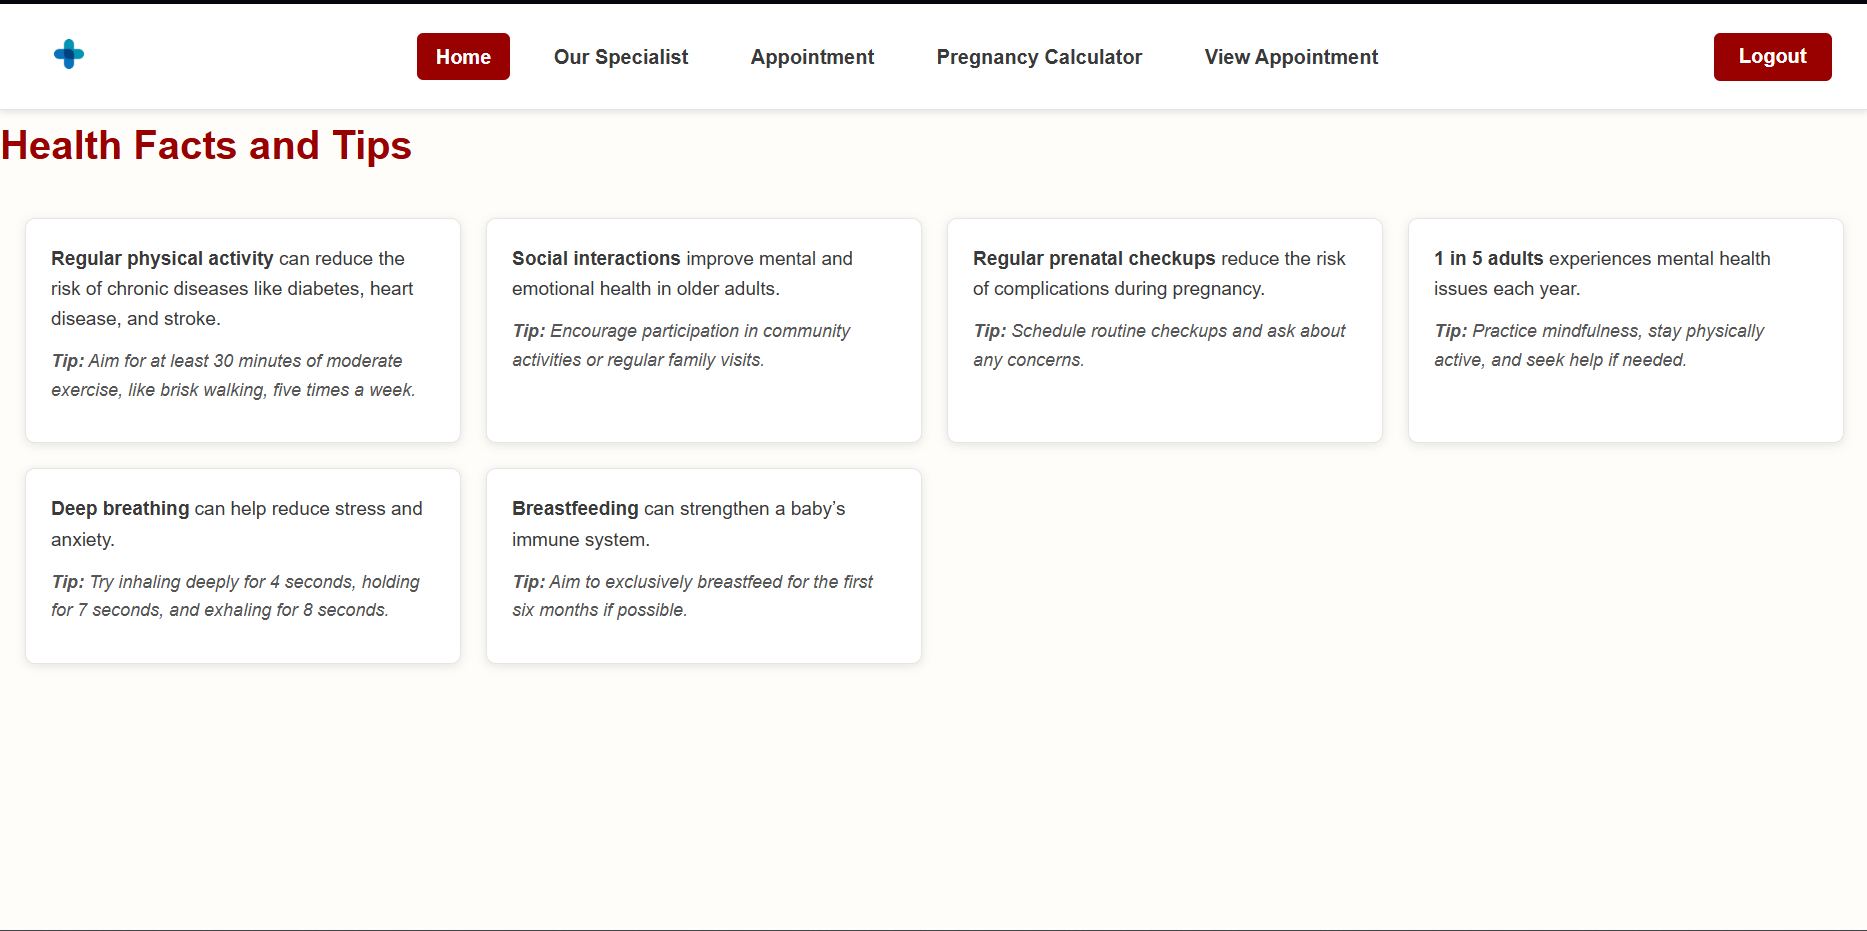 Home
Our Specialist
Appointment
Pregnancy Calculator
View Appointment
Logout
Health Facts and Tips
Regular physical activity can reduce the
risk of chronic diseases like diabetes, heart
disease, and stroke.
Tip: Aim for at least 30 minutes of moderate
exercise, like brisk walking, five times a week.
Social interactions improve mental and
emotional health in older adults.
Tip: Encourage participation in community
activities or regular family visits.
Regular prenatal checkups reduce the risk
of complications during pregnancy.
Tip: Schedule routine checkups and ask about
any concerns.
1 in 5 adults experiences mental health
issues each year.
Tip: Practice mindfulness, stay physically
active, and seek help if needed.
Deep breathing can help reduce stress and
anxiety.
Tip: Try inhaling deeply for 4 seconds, holding
for 7 seconds, and exhaling for 8 seconds.
Breastfeeding can strengthen a baby’s
immune system.
Tip: Aim to exclusively breastfeed for the first
six months if possible.